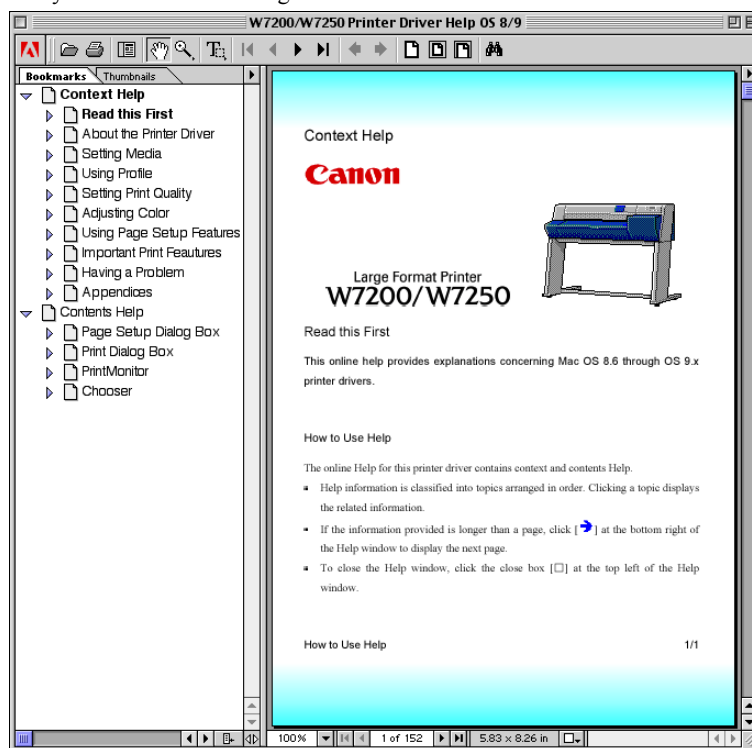 W7200/W7250 Printer Driver Help OS 8/9
Bookmarks Thumbnails
Context Help
Read this First
About the Printer Driver
Setting Media
Using Profile
Setting Print Quality
Adjusting Color
Using Page Setup Features
Important Print Feautures
Having a Problem
Appendices
Contents Help
Page Setup Dialog Box
Print Dialog Box
PrintMonitor
Chooser
Context Help
Canon
Large Format Printer
W7200/W7250
Read this First
This online help provides explanations concerning Mac OS 8.6 through OS 9.x
printer drivers.
How to Use Help
The online Help for this printer driver contains context and contents Help.
Help information is classified into topics arranged in order. Clicking a topic displays
the related information.
If the information provided is longer than a page, click [➔] at the bottom right of
the Help window to display the next page.
To close the Help window, click the close box [□] at the top left of the Help
window.
How to Use Help 1/1
100% 1 of 152 5.83 x 8.26 in